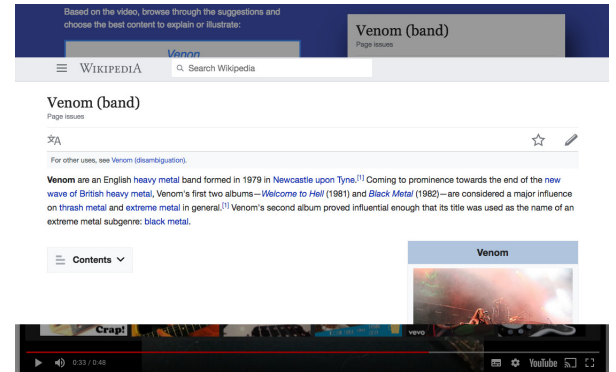 Based on the video, browse through the suggestions and
choose the best content to explain or illustrate:
Venon
Venom (band)
Page issues
WIKIPEDIA
Search Wikipedia
Venom (band)
Page issues
文A
For other uses, see Venom (disambiguation).
Venom are an English heavy metal band formed in 1979 in Newcastle upon Tyne.[1] Coming to prominence towards the end of the new
wave of British heavy metal, Venom's first two albums—Welcome to Hell (1981) and Black Metal (1982)—are considered a major influence
on thrash metal and extreme metal in general.[1] Venom's second album proved influential enough that its title was used as the name of an
extreme metal subgenre: black metal.
Contents
Venom
Crap!
vevo
0:33 / 0:48
YouTube